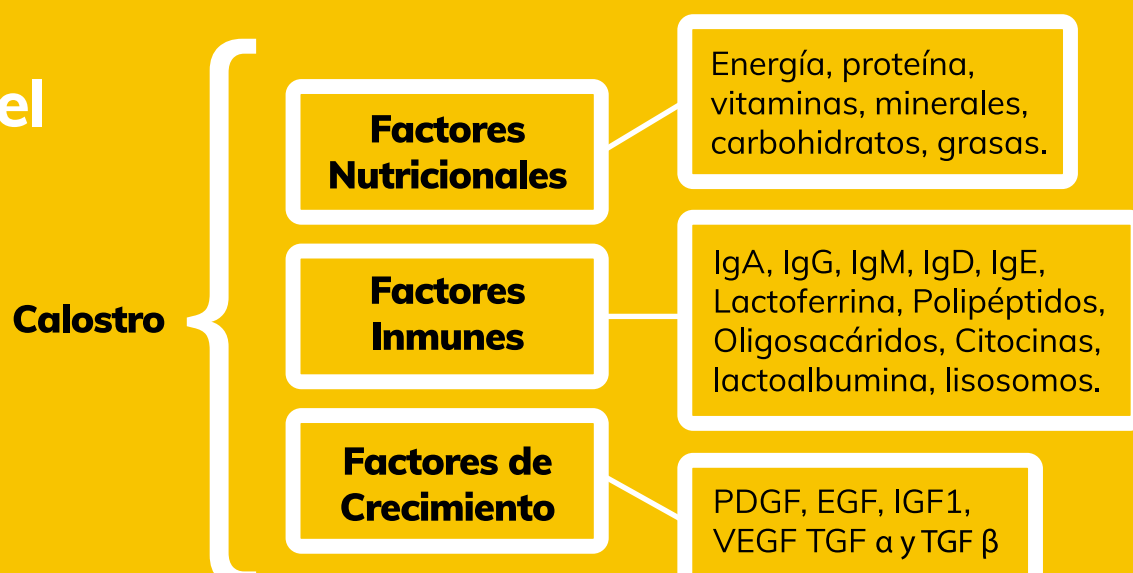 el
Calostro
Factores
Nutricionales
Energía, proteína,
vitaminas, minerales,
carbohidratos, grasas.
Factores
Inmunes
IgA, IgG, IgM, IgD, IgE,
Lactoferrina, Polipéptidos,
Oligosacáridos, Citocinas,
lactoalbumina, lisosomos.
Factores de
Crecimiento
PDGF, EGF, IGF1,
VEGF TGF α y TGF β